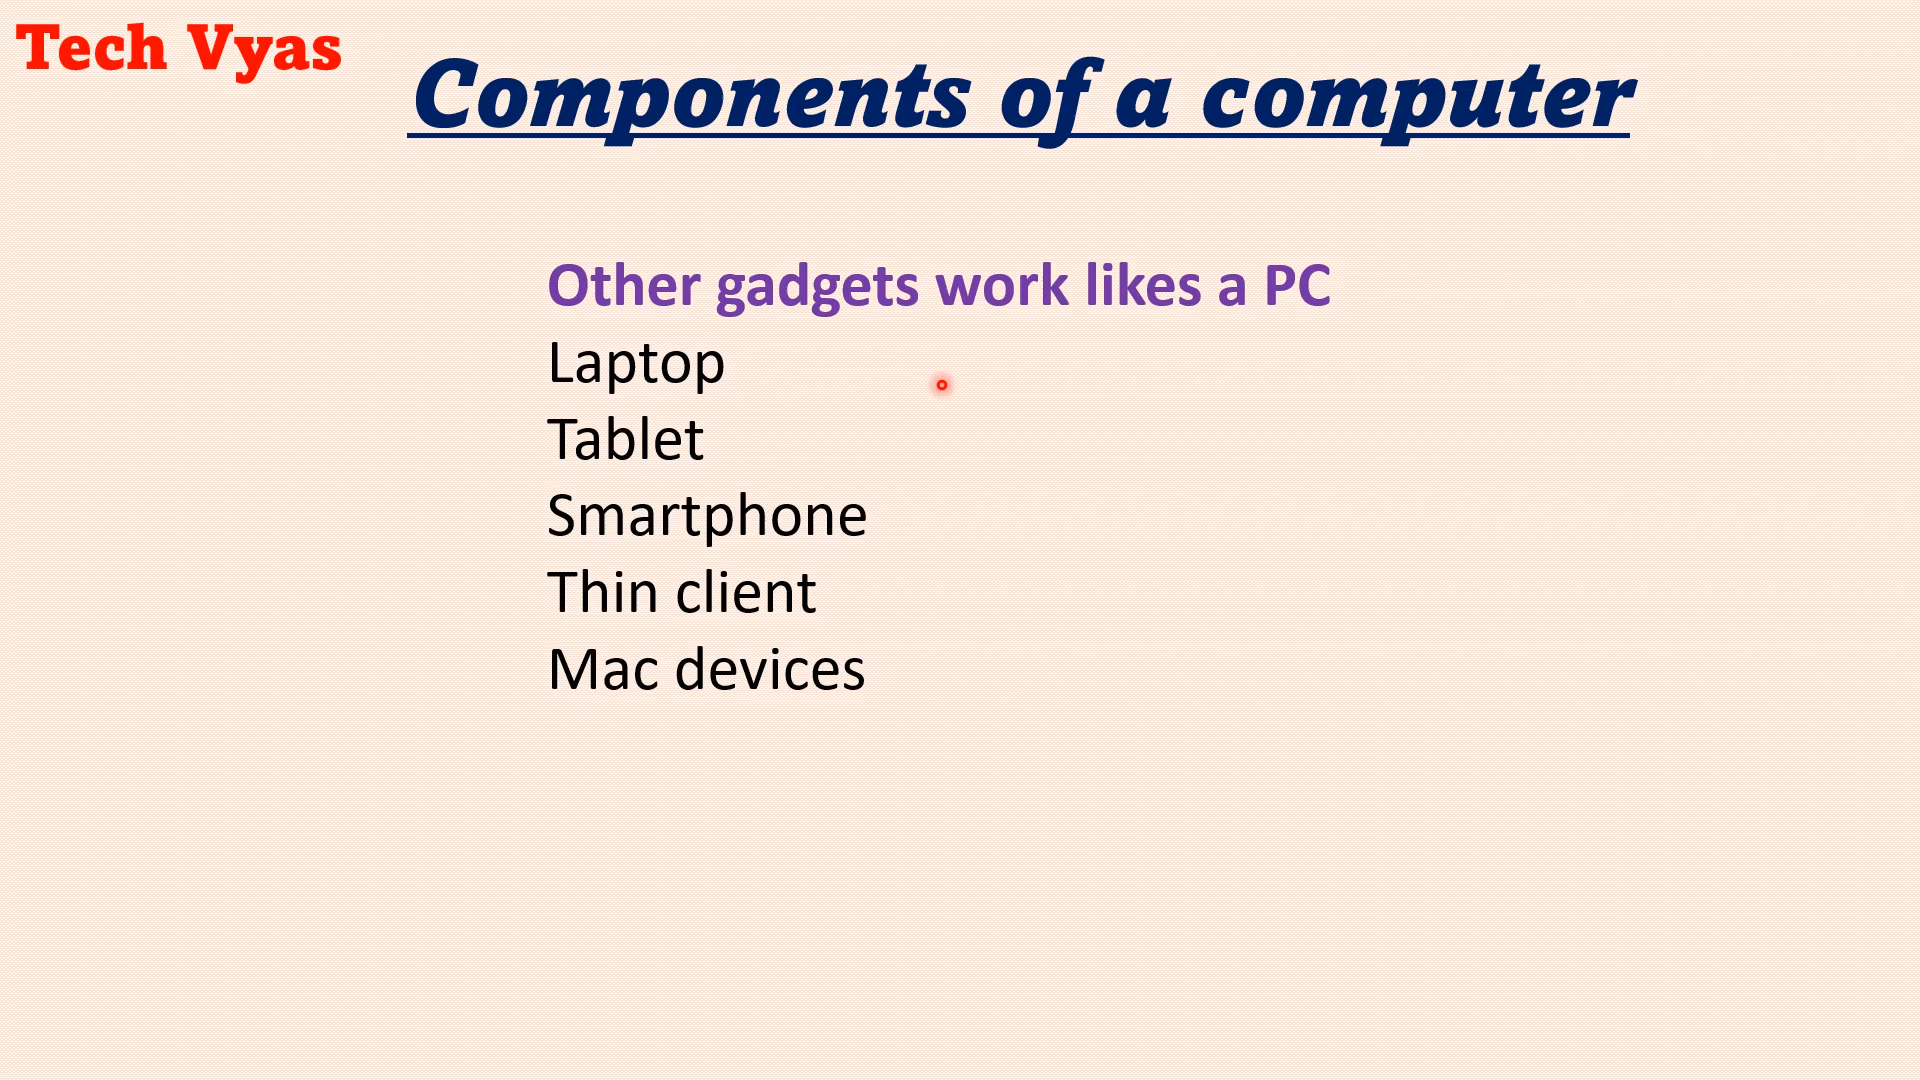 Tech Vyas
Components of a computer
Other gadgets work likes a PC
Laptop
Tablet
Smartphone
Thin client
Mac devices